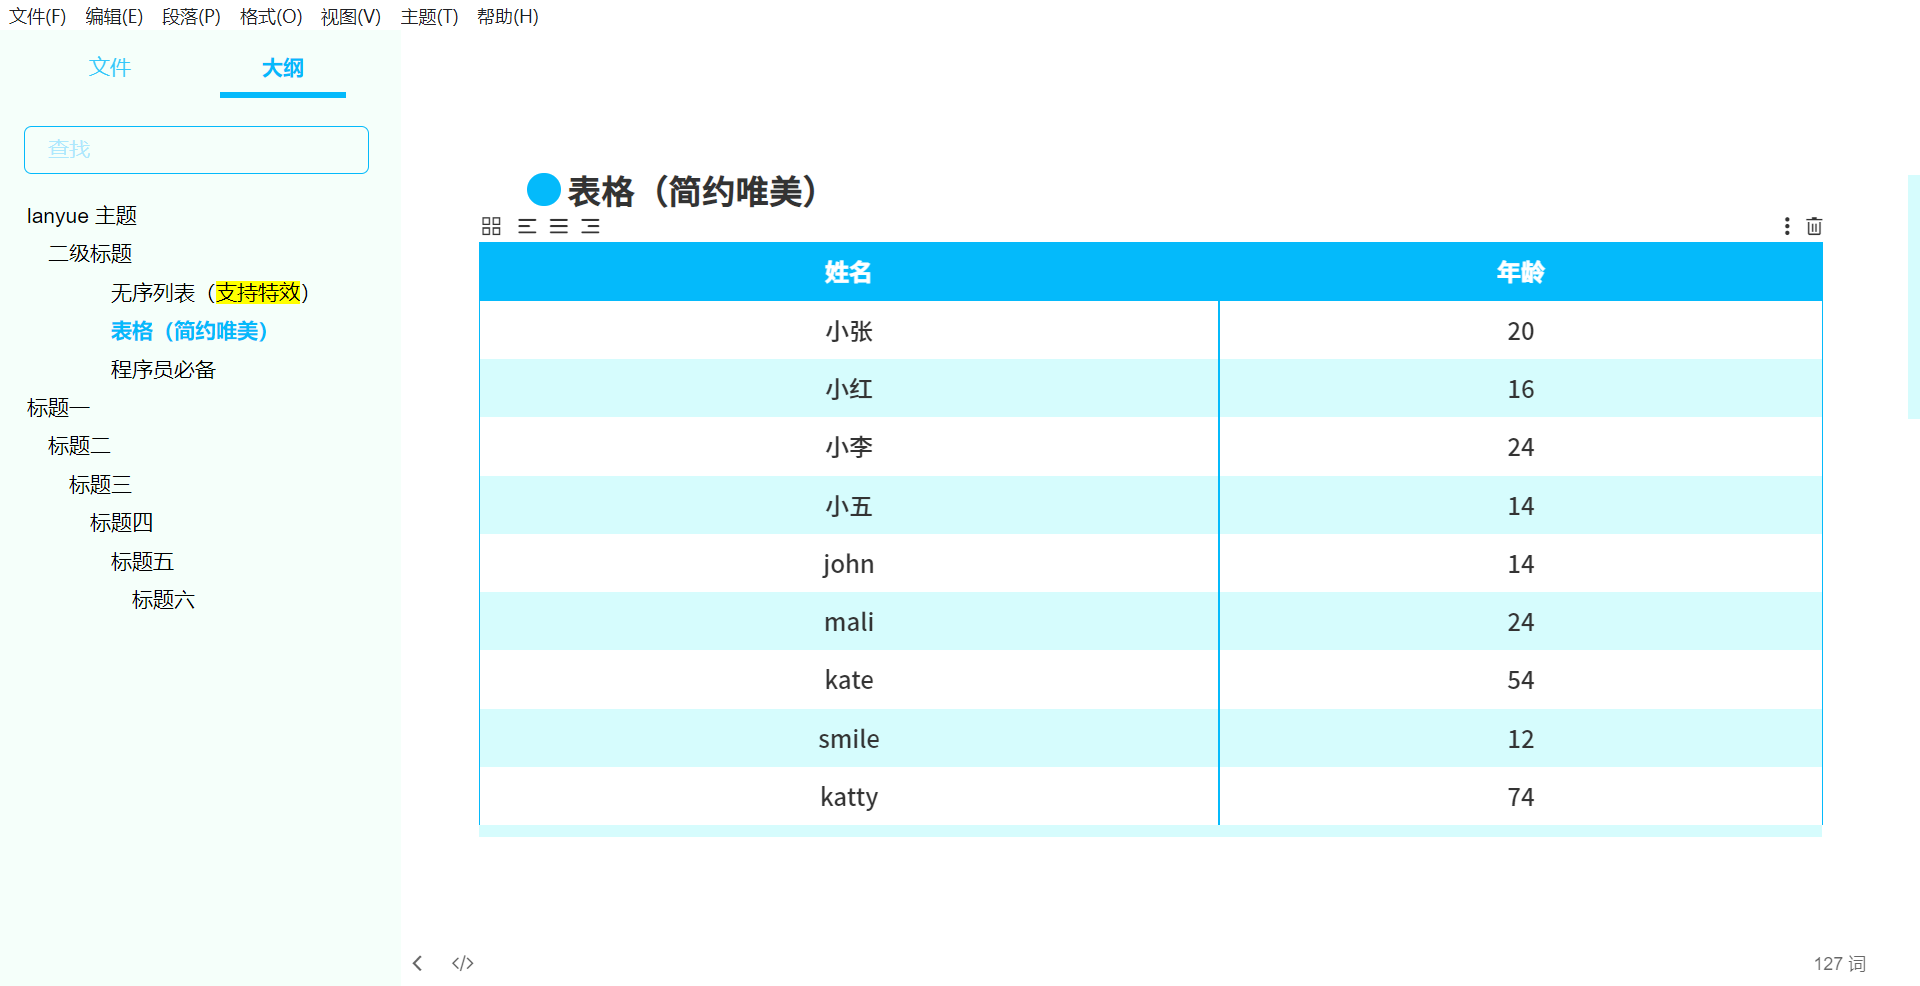 文件(F) 编辑(E) 段落(P) 格式(O) 视图(V) 主题(T) 帮助(H)
文件 大纲
查找
lanyue 主题
二级标题
无序列表（支持特效）
表格（简约唯美）
程序员必备
标题一
标题二
标题三
标题四
标题五
标题六
表格（简约唯美）
姓名 年龄
小张 20
小红 16
小李 24
小五 14
john 14
mali 24
kate 54
smile 12
katty 74
127 词